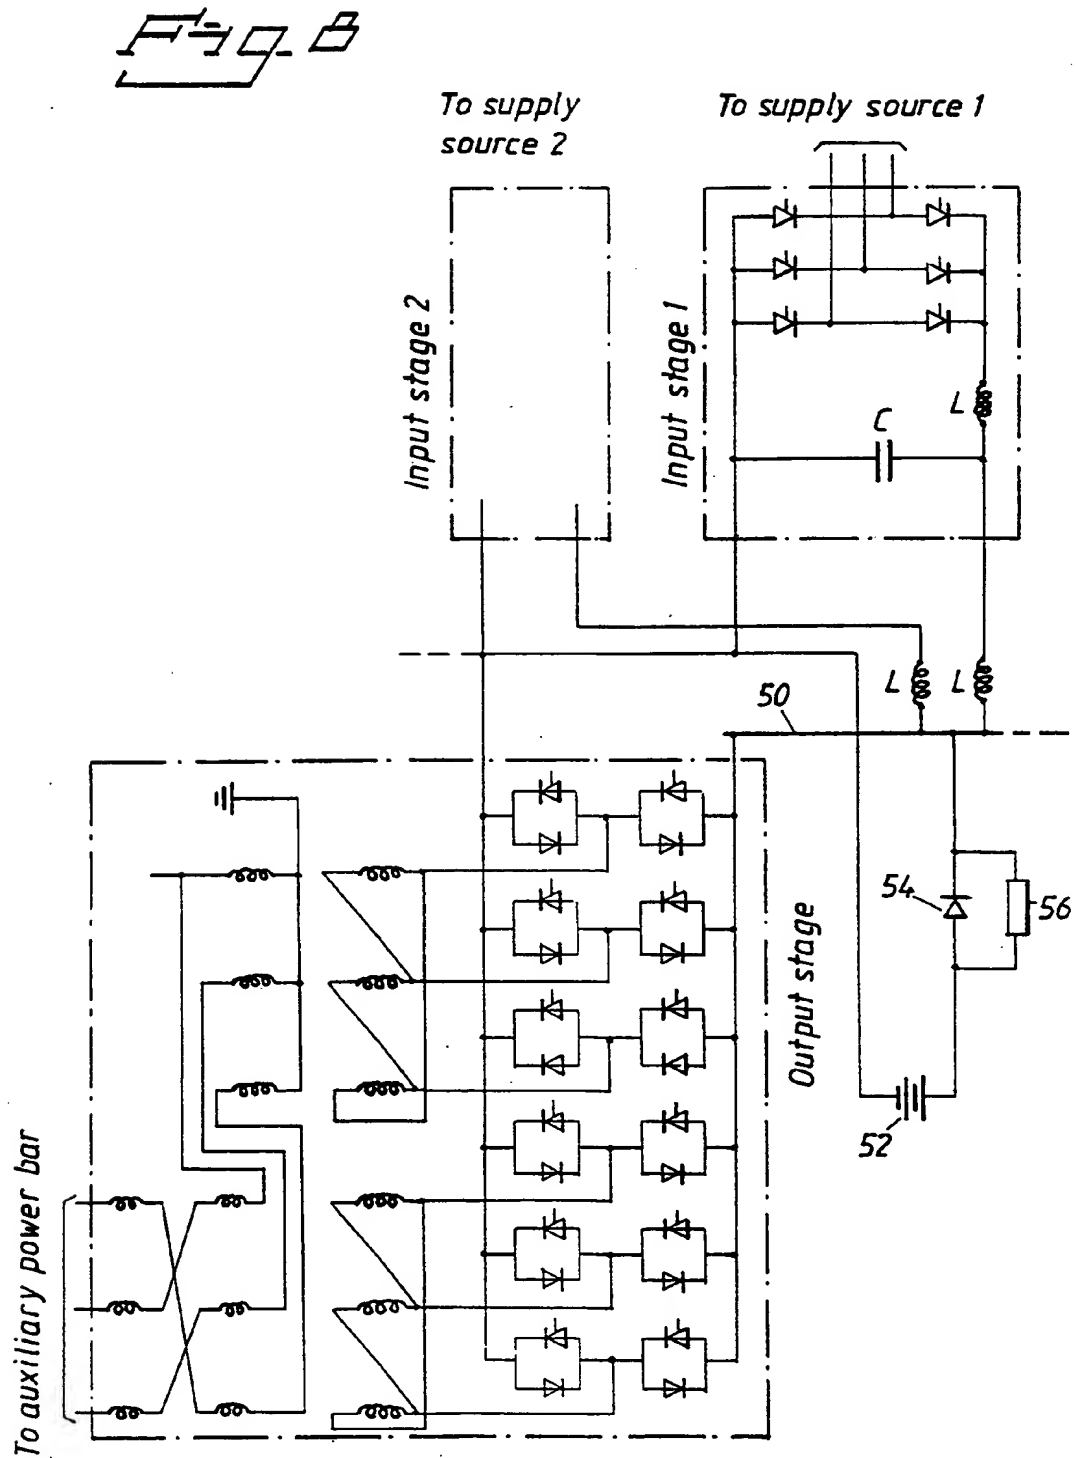 Fig. 8
To supply
source 2
To supply source 1
Input stage 2
Input stage 1
L
C
L
L
50
54
56
Output stage
52
To auxiliary power bar